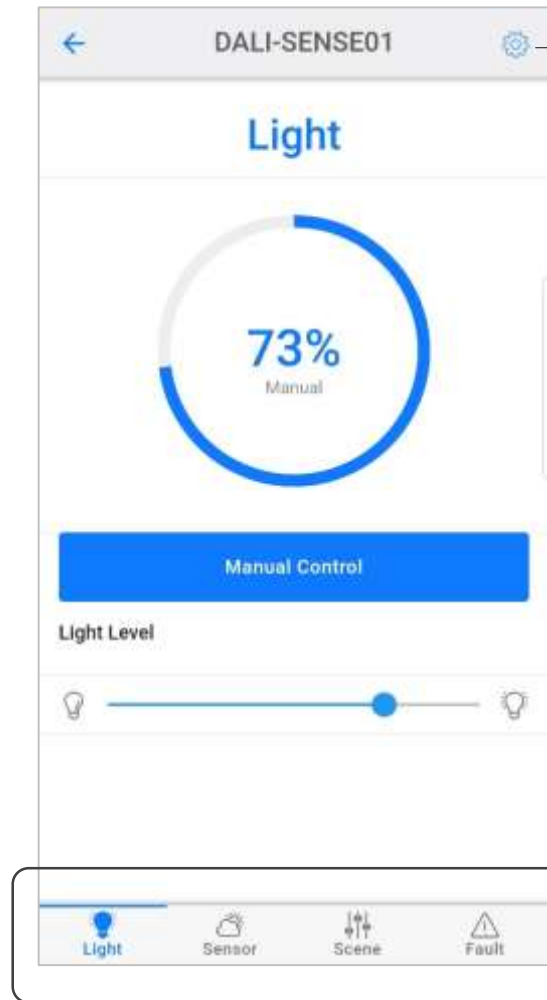 DALI-SENSE01
Light
73%
Manual
Manual Control
Light Level
Light Sensor Scene Fault